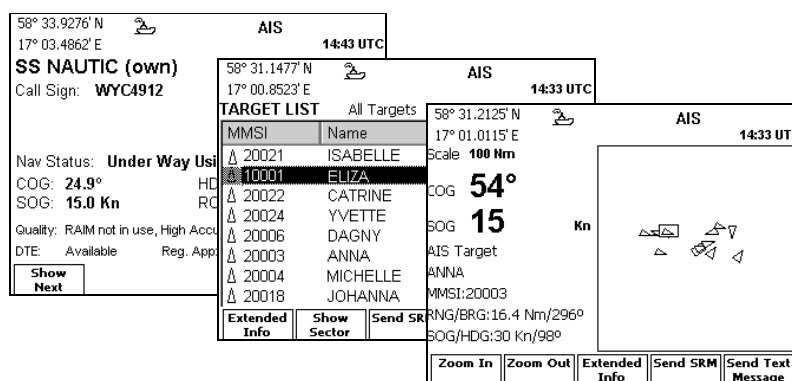 58° 33.9276' N
AIS
17° 03.4862' E
14:43 UTC
SS NAUTIC (own)
Call Sign: WYC4912
Nav Status: Under Way Usi
COG: 24.9°
HD
SOG: 15.0 Kn
RO
Quality: RAIM not in use, High Accu
DTE: Available
Reg. App:
Show
Next
58° 31.1477' N
AIS
17° 00.8523' E
14:33 UTC
TARGET LIST All Targets
MMSI Name
20021 ISABELLE
10001 ELIZA
20022 CATRINE
20024 YVETTE
20006 DAGNY
20003 ANNA
20004 MICHELLE
20018 JOHANNA
Extended
Info
Show
Sector
Send SR
58° 31.2125' N
AIS
17° 01.0115' E
14:33 UT
Scale 100 Nm
COG 54°
SOG 15 Kn
AIS Target
ANNA
MMSI:20003
RNG/BRG:16.4 Nm/296º
SOG/HDG:30 Kn/98º
Zoom In
Zoom Out
Extended
Info
Send SRM
Send Text
Message